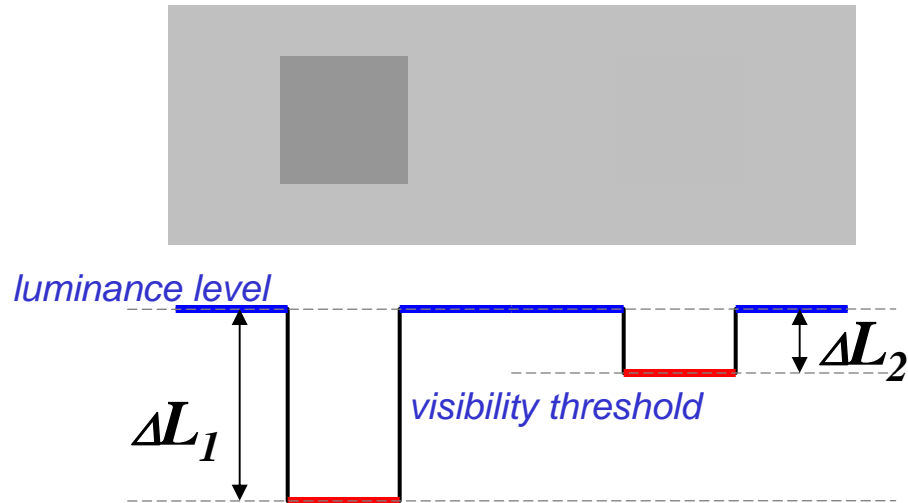 luminance level
ΔL₂
visibility threshold
ΔL₁